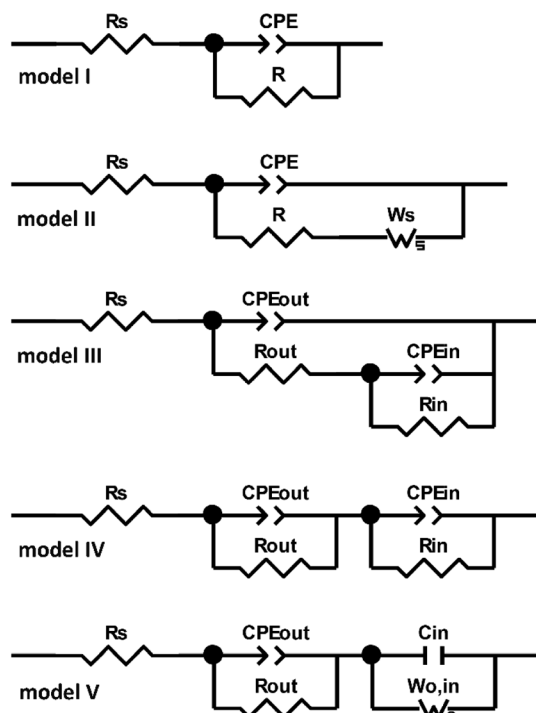 Rs CPE
R
model I
Rs CPE
R Ws
model II
Rs CPEout
Rout CPEin
model III
Rin
Rs CPEout CPEin
Rout Rin
model IV
Rs CPEout Cin
Rout Wo,in
model V